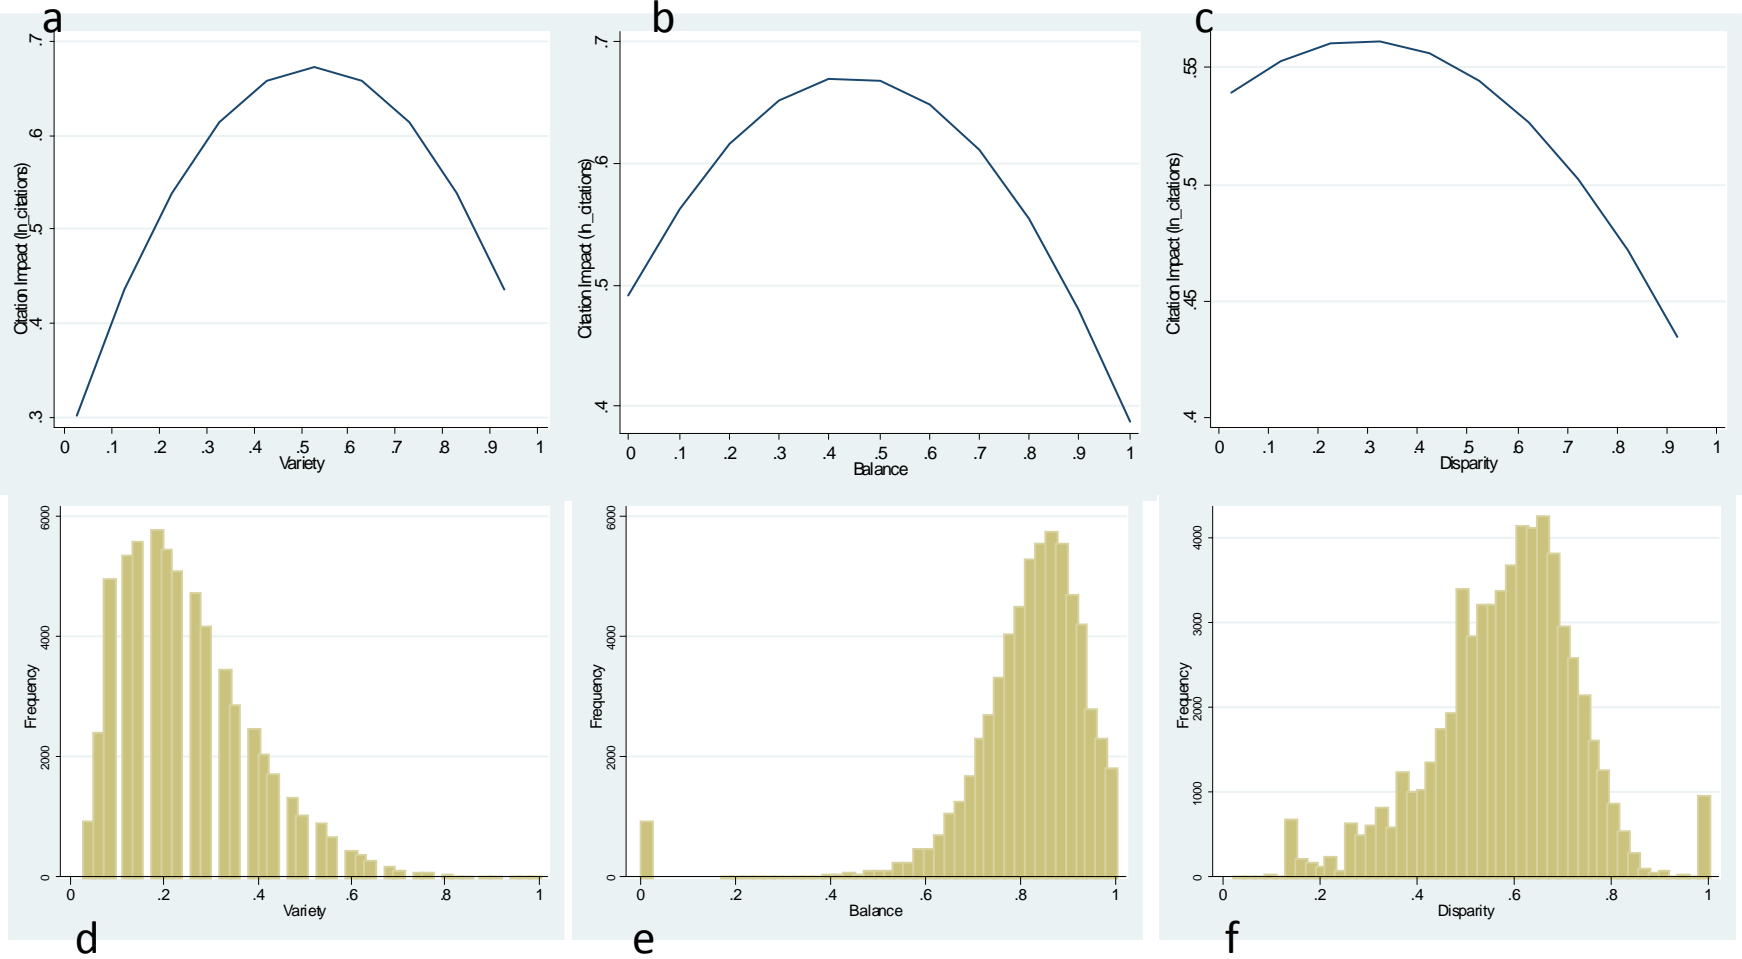 a
b
c
.7
.6
.5
.4
.3
Citation Impact (ln_citations)
0 .1 .2 .3 .4 .5 .6 .7 .8 .9 1
Variety
.7
.6
.5
.4
Citation Impact (ln_citations)
0 .1 .2 .3 .4 .5 .6 .7 .8 .9 1
Balance
.55
.5
.45
.4
Citation Impact (ln_citations)
0 .1 .2 .3 .4 .5 .6 .7 .8 .9 1
Disparity
6000
4000
2000
0
Frequency
0 .2 .4 .6 .8 1
Variety
6000
4000
2000
0
Frequency
0 .2 .4 .6 .8 1
Balance
4000
3000
2000
1000
0
Frequency
0 .2 .4 .6 .8 1
Disparity
d
e
f